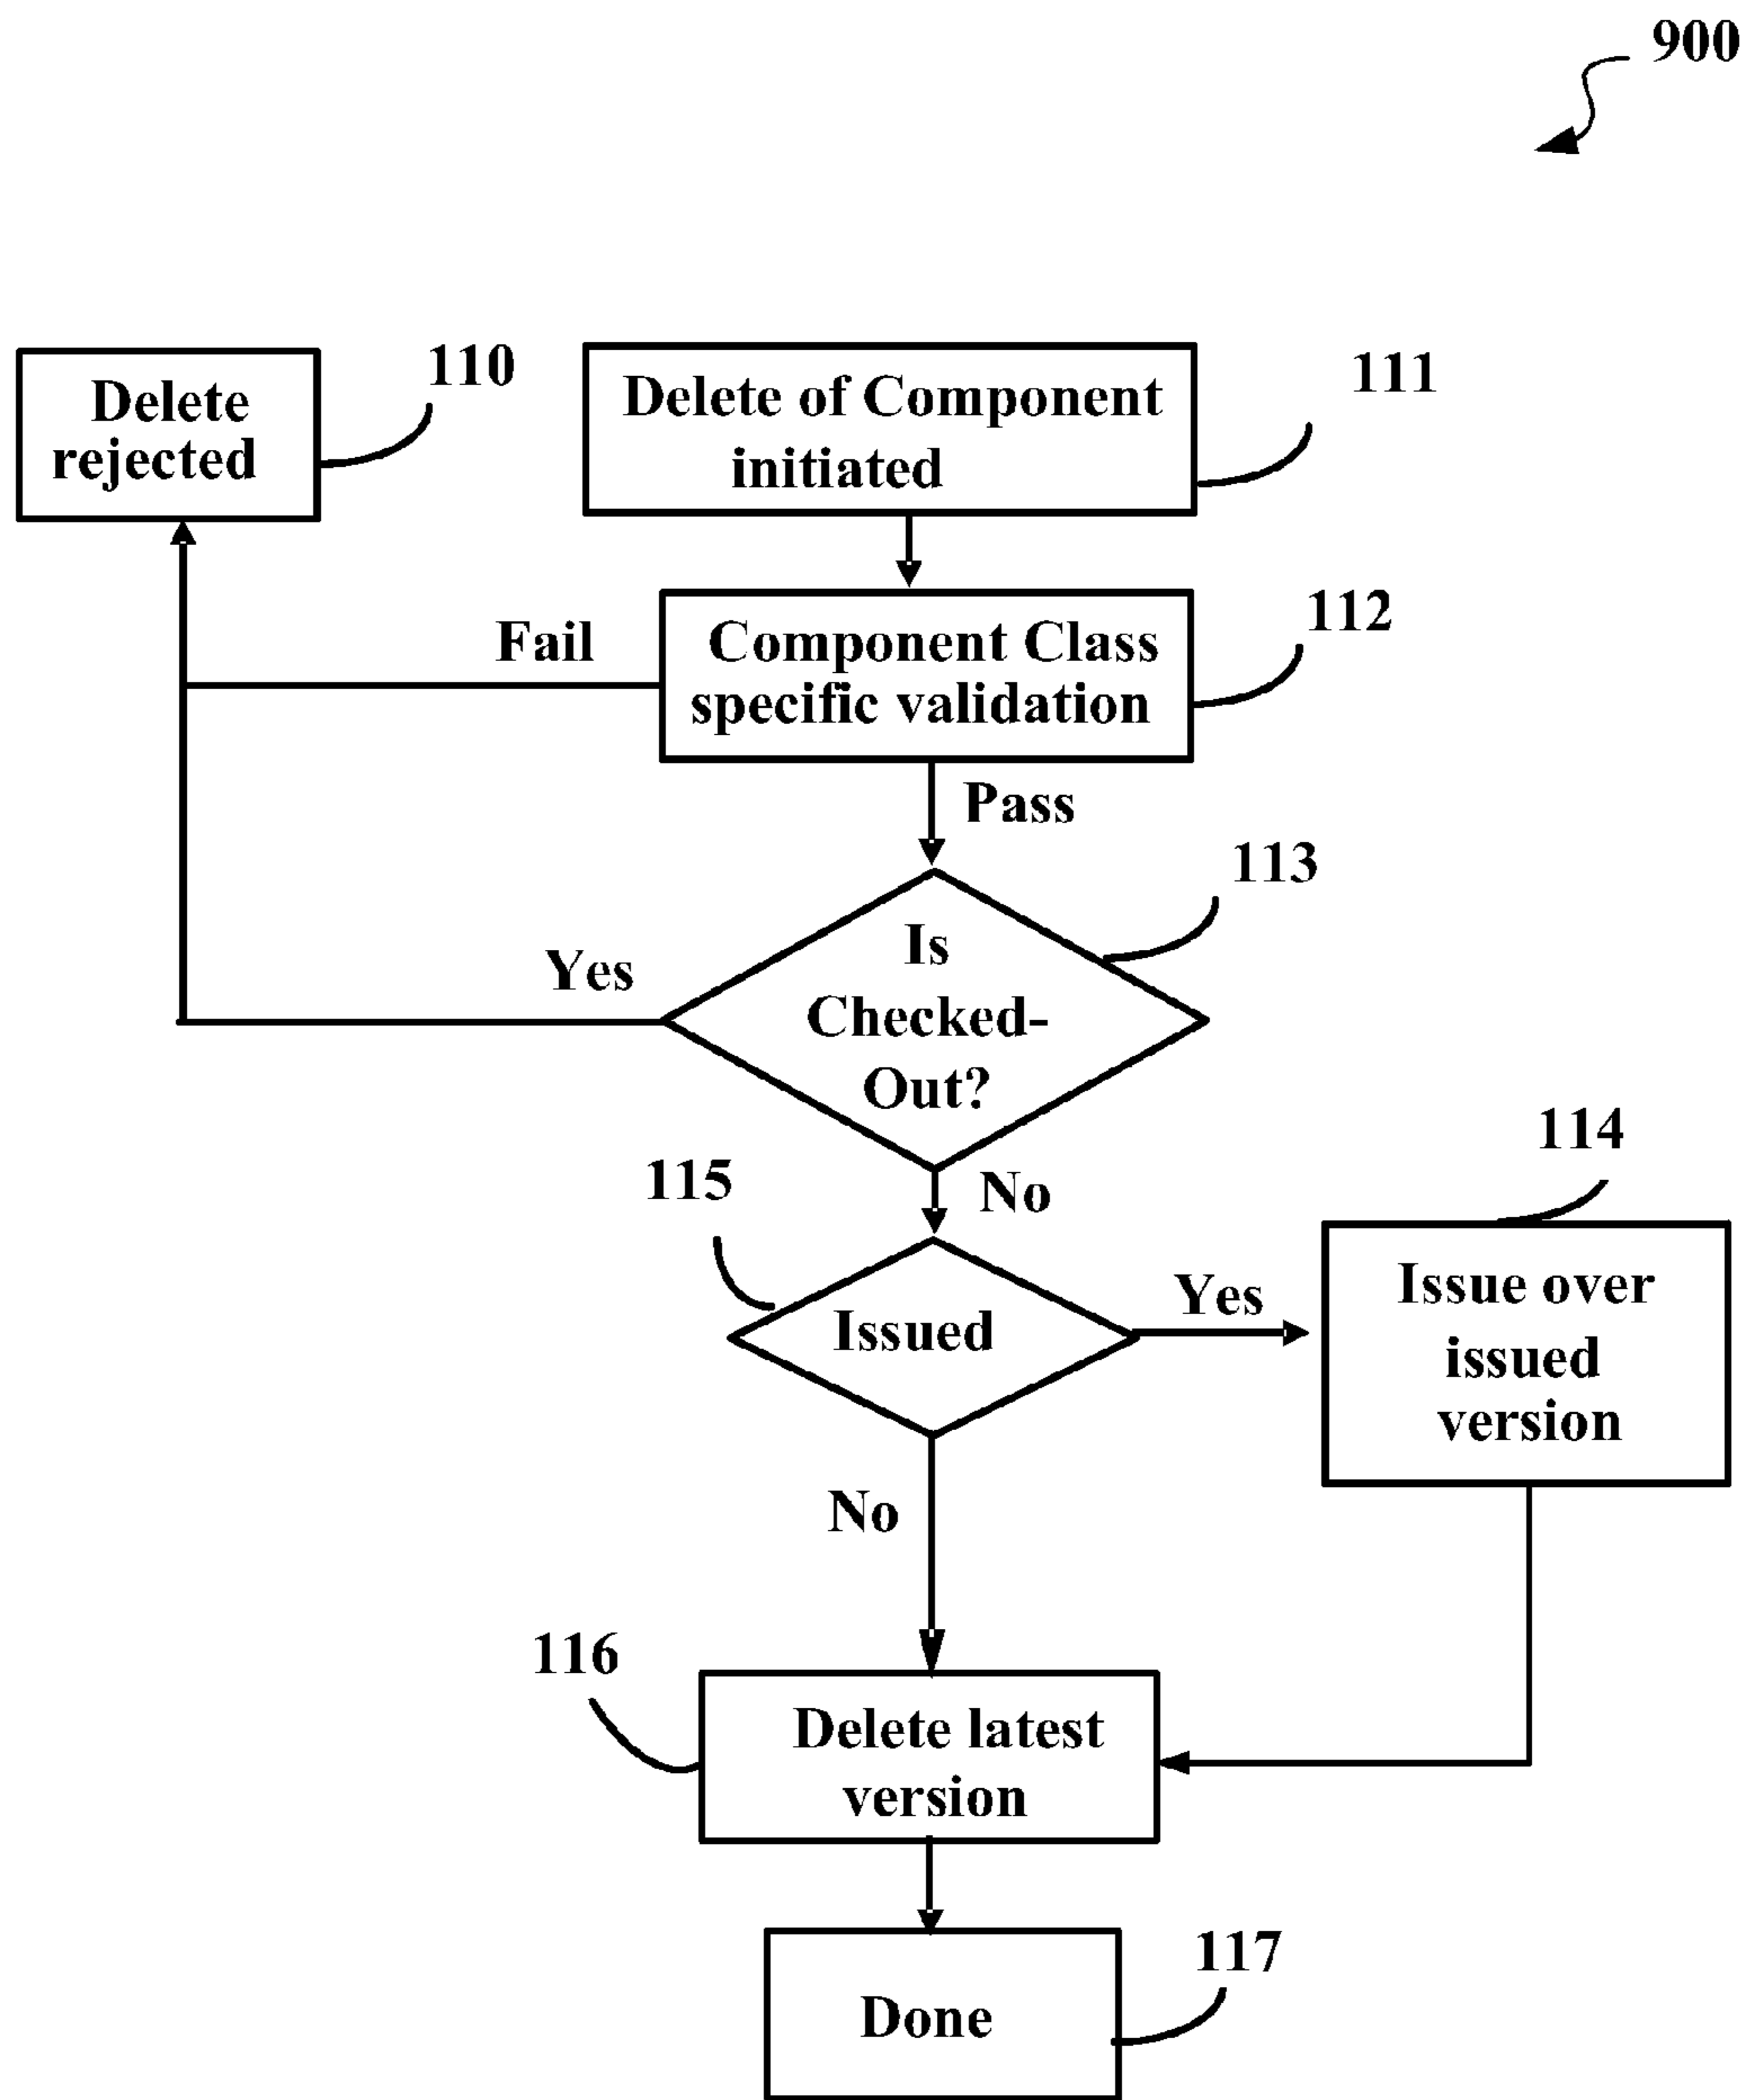 900
Delete
rejected
110
Delete of Component
initiated
111
Fail
Component Class
specific validation
112
Pass
113
Yes
Is
Checked-
Out?
114
115
No
Issued
Yes
Issue over
issued
version
No
116
Delete latest
version
117
Done